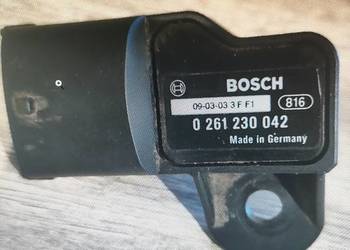 BOSCH
09-03-03 3 F F1
816
0 261 230 042
Made in Germany